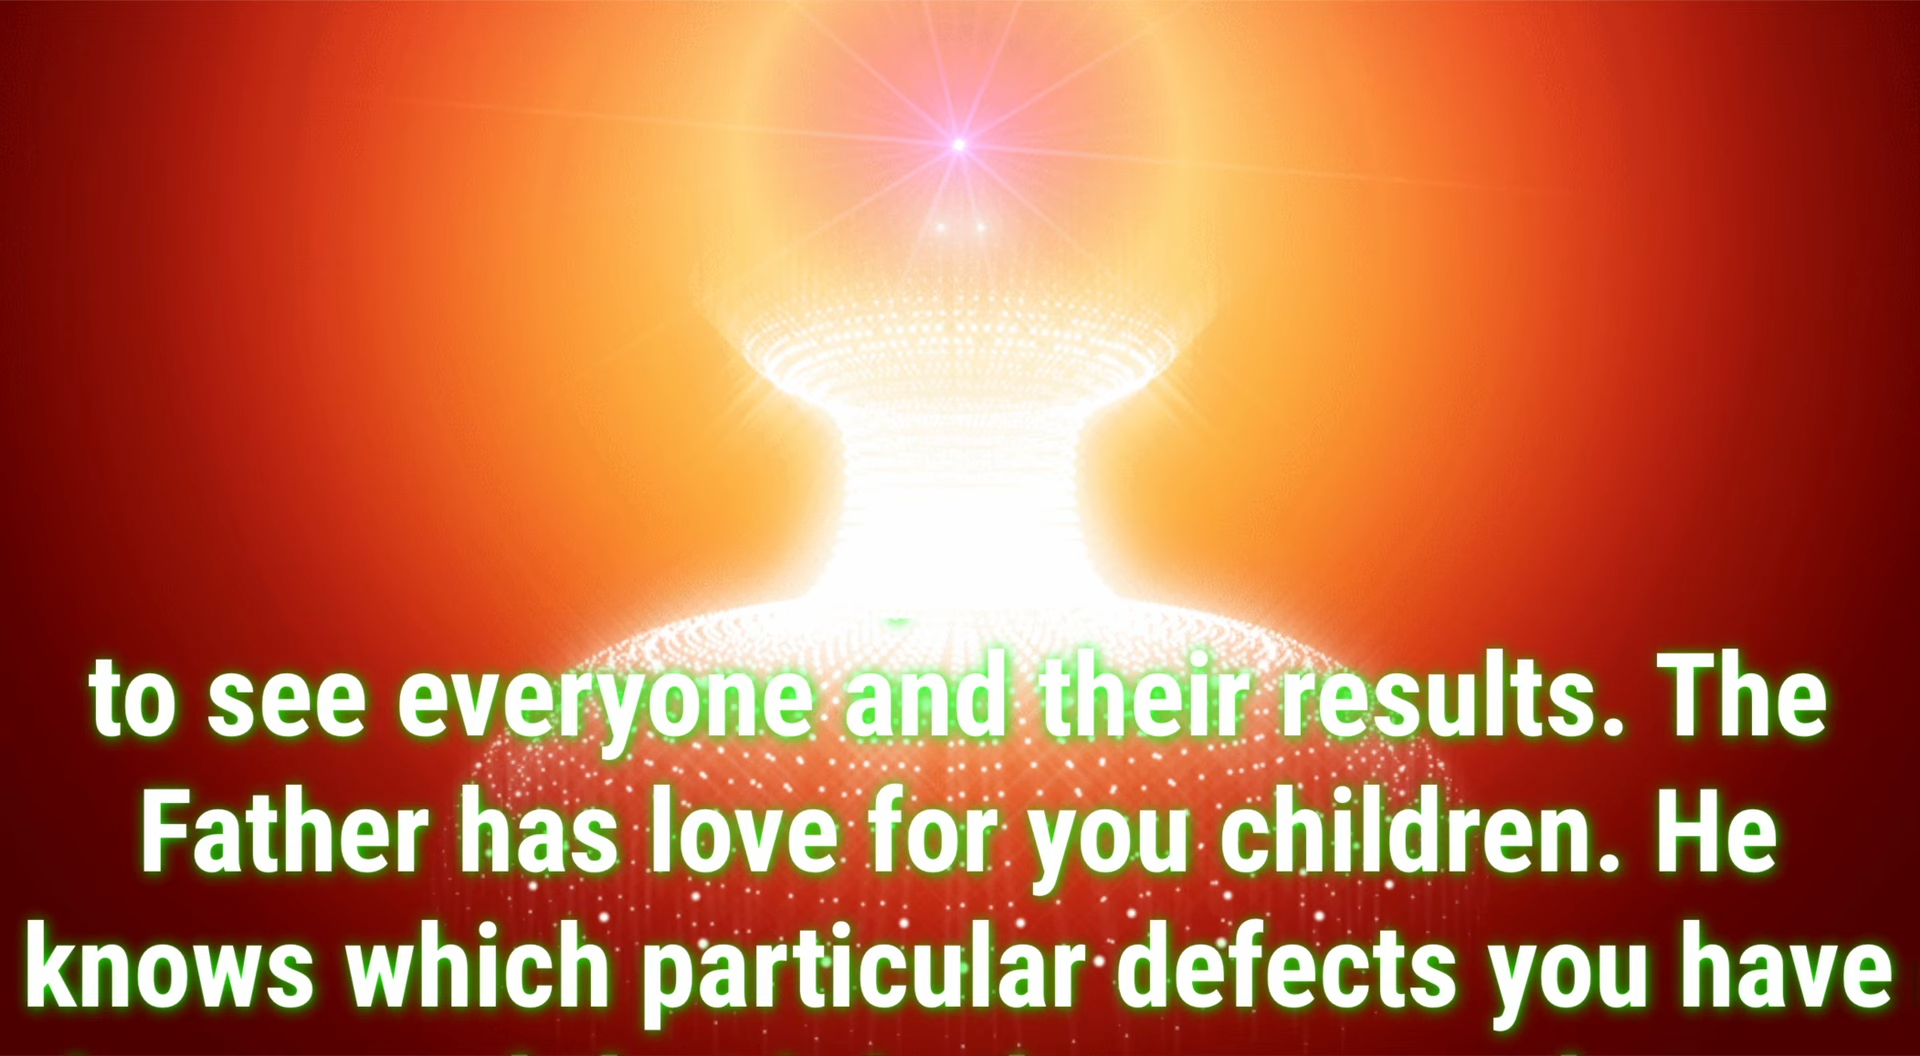 to see everyone and their results. The
Father has love for you children. He
knows which particular defects you have